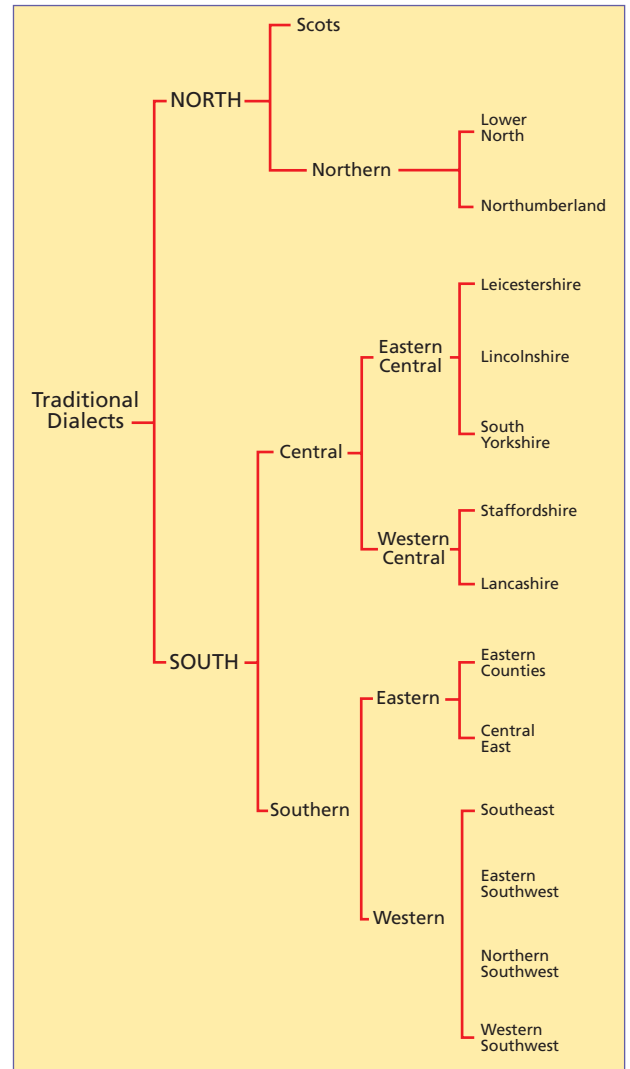 Scots
NORTH
Lower
North
Northern
Northumberland
Leicestershire
Eastern
Central
Lincolnshire
Traditional
Dialects
South
Yorkshire
Central
Staffordshire
Western
Central
Lancashire
SOUTH
Eastern
Counties
Eastern
Central
East
Southern
Southeast
Eastern
Southwest
Western
Northern
Southwest
Western
Southwest